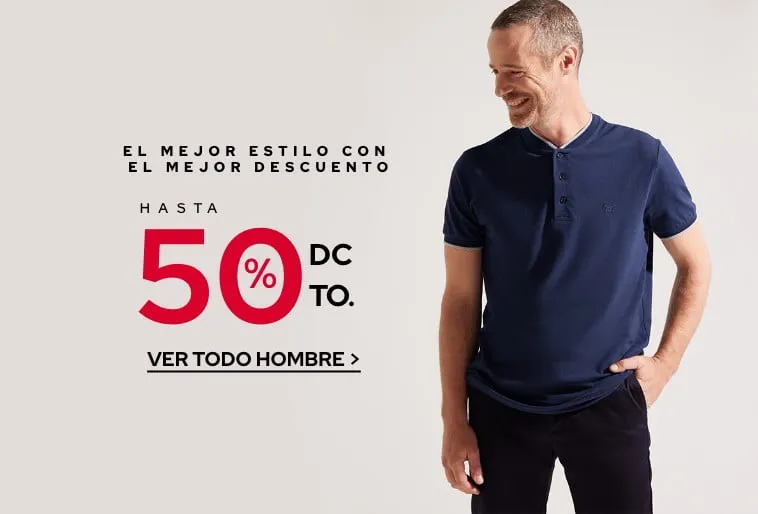 EL MEJOR ESTILO CON
EL MEJOR DESCUENTO
HASTA
50% DC
TO.
VER TODO HOMBRE >